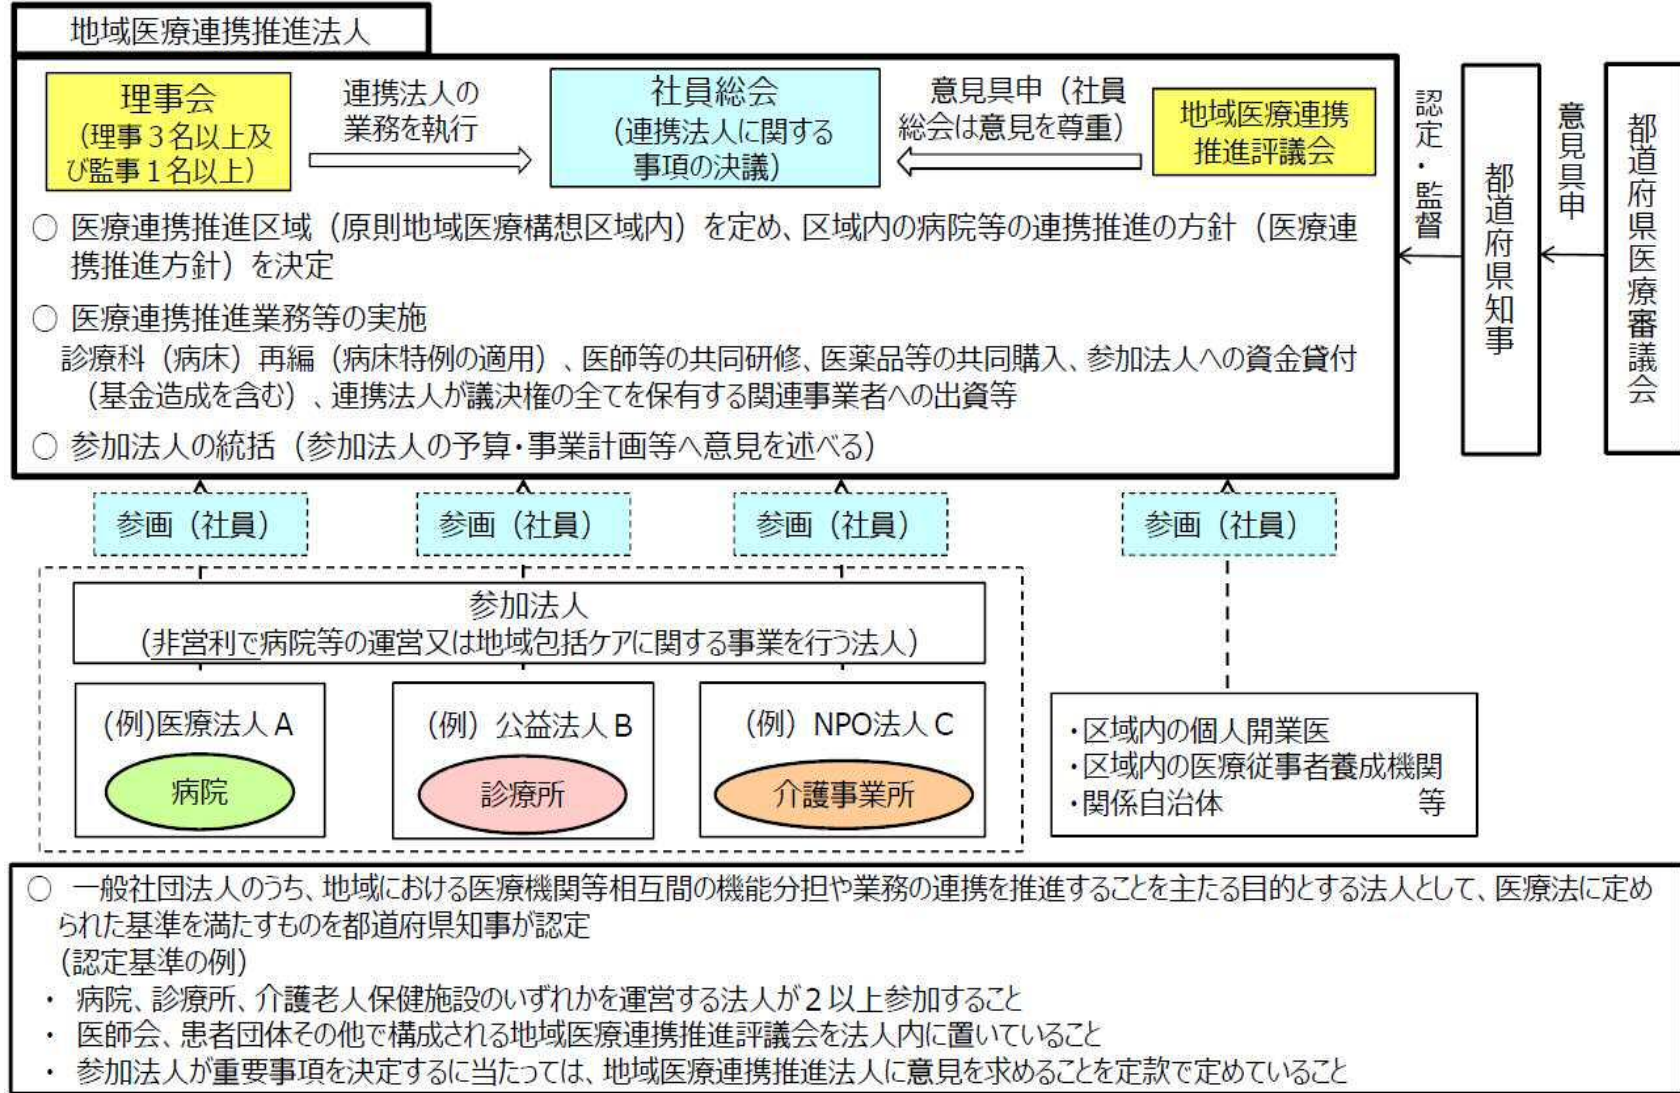 地域医療連携推進法人
理事会
（理事３名以上及
び監事１名以上）
連携法人の
業務を執行
社員総会
（連携法人に関する
事項の決議）
意見具申（社員
総会は意見を尊重）
地域医療連携
推進評議会
認定・監督
都道府県知事
意見具申
都道府県医療審議会
○ 医療連携推進区域（原則地域医療構想区域内）を定め、区域内の病院等の連携推進の方針（医療連
携推進方針）を決定
○ 医療連携推進業務等の実施
診療科（病床）再編（病床特例の適用）、医師等の共同研修、医薬品等の共同購入、参加法人への資金貸付
（基金造成を含む）、連携法人が議決権の全てを保有する関連事業者への出資等
○ 参加法人の統括（参加法人の予算・事業計画等へ意見を述べる）
参画（社員）
参画（社員）
参画（社員）
参画（社員）
参加法人
（非営利で病院等の運営又は地域包括ケアに関する事業を行う法人）
(例)医療法人A
病院
（例）公益法人B
診療所
（例）NPO法人C
介護事業所
・区域内の個人開業医
・区域内の医療従事者養成機関
・関係自治体 等
○ 一般社団法人のうち、地域における医療機関等相互間の機能分担や業務の連携を推進することを主たる目的とする法人として、医療法に定め
られた基準を満たすものを都道府県知事が認定
（認定基準の例）
・ 病院、診療所、介護老人保健施設のいずれかを運営する法人が２以上参加すること
・ 医師会、患者団体その他で構成される地域医療連携推進評議会を法人内に置いていること
・ 参加法人が重要事項を決定するに当たっては、地域医療連携推進法人に意見を求めることを定款で定めていること